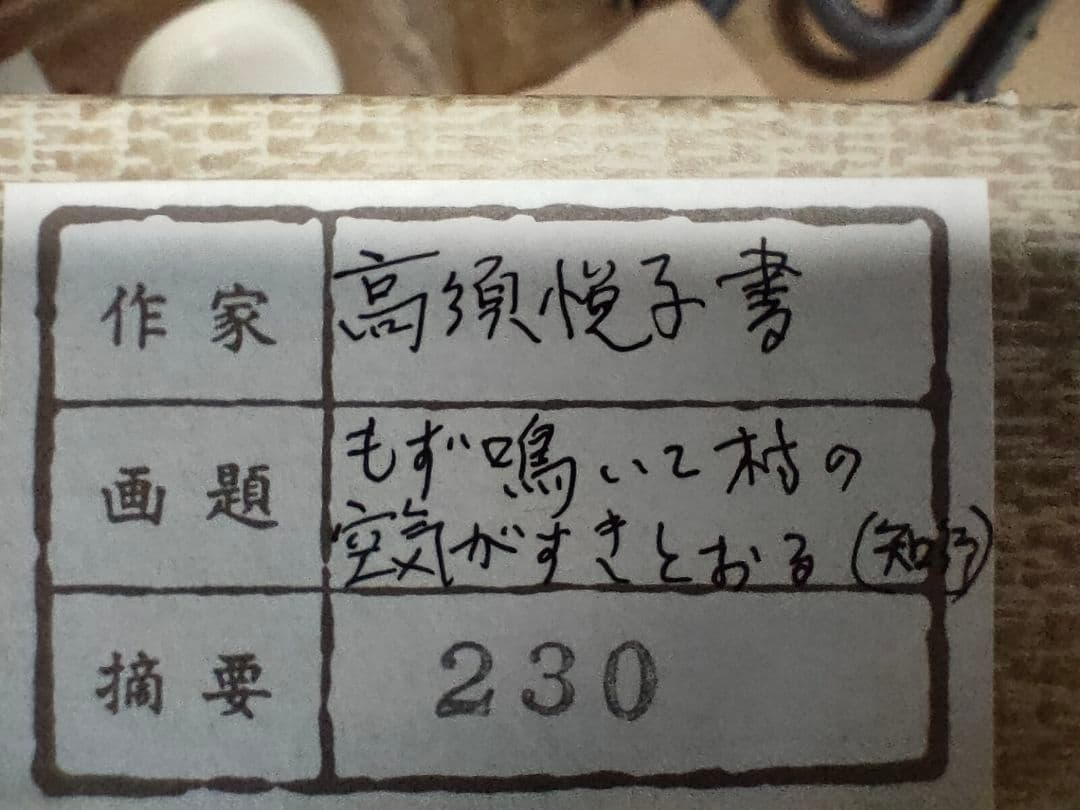 作家 高須悦子書
画題 もず鳴いて村の
空気がすきとおる(知行)
摘要 230